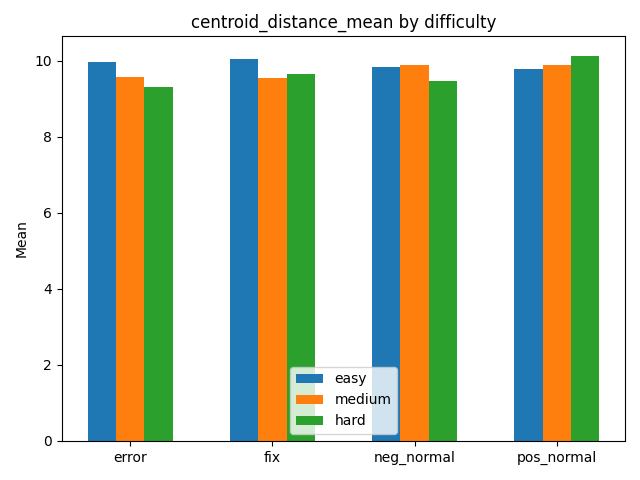 centroid_distance_mean by difficulty
Mean
10
8
6
4
2
0
easy
medium
hard
error
fix
neg_normal
pos_normal